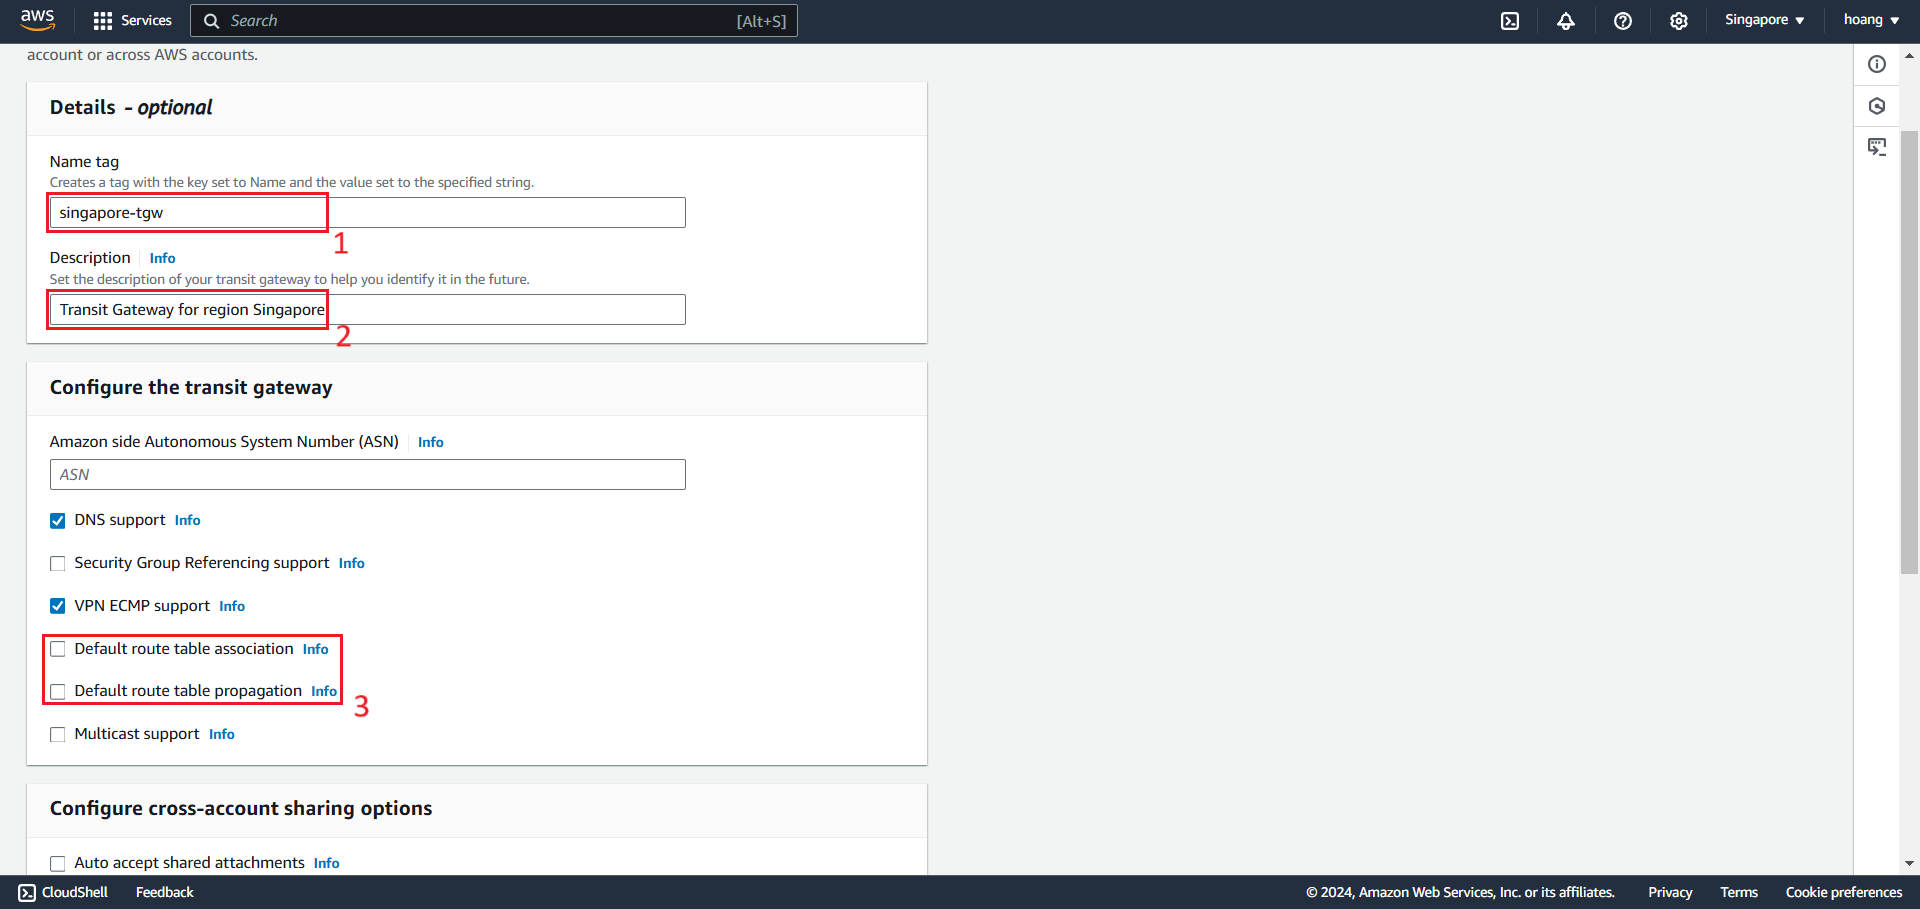 aws
Services
Search
[Alt+S]
Singapore
hoang
account or across AWS accounts.
Details - optional
Name tag
Creates a tag with the key set to Name and the value set to the specified string.
singapore-tgw
1
Description
Info
Set the description of your transit gateway to help you identify it in the future.
Transit Gateway for region Singapore
2
Configure the transit gateway
Amazon side Autonomous System Number (ASN)
Info
ASN
DNS support Info
Security Group Referencing support Info
VPN ECMP support Info
Default route table association Info
Default route table propagation Info
3
Multicast support Info
Configure cross-account sharing options
Auto accept shared attachments Info
CloudShell
Feedback
© 2024, Amazon Web Services, Inc. or its affiliates.
Privacy
Terms
Cookie preferences